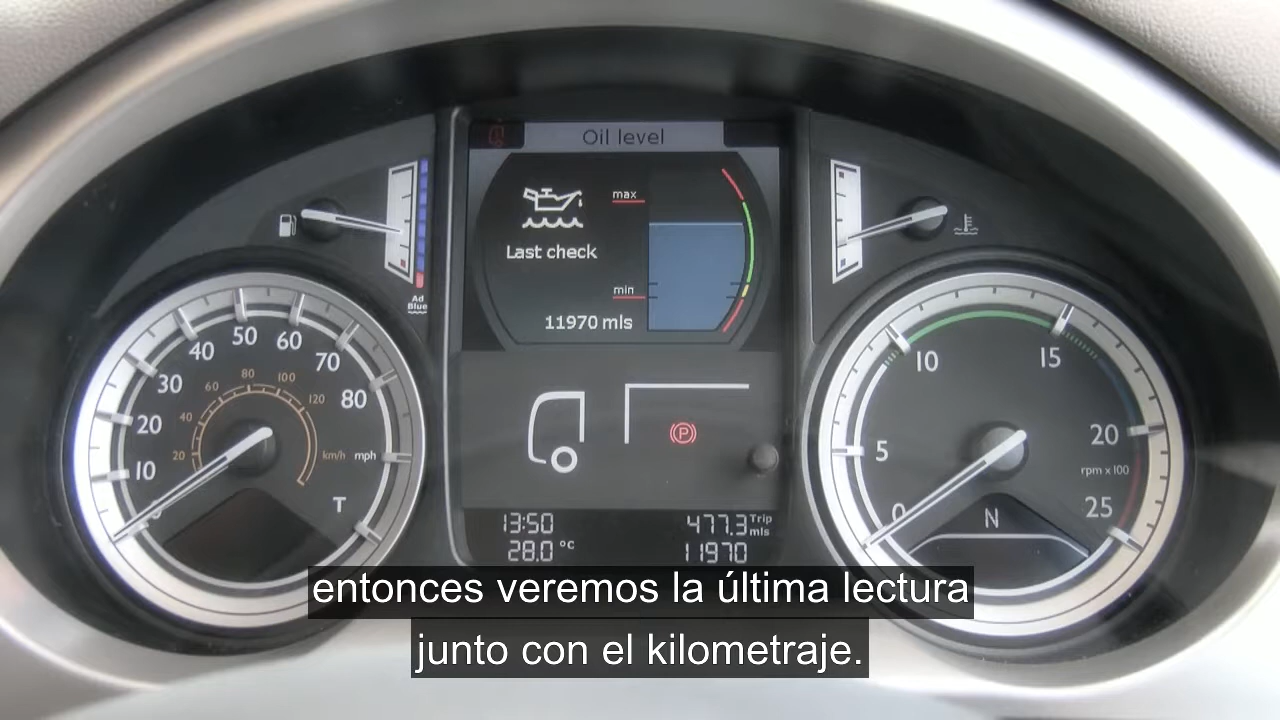 Oil level
max
Last check
min
11970 mls
Ad
Blue
10
20
30
40
50
60
70
80
20
40
60
80
100
120
km/h
mph
T
0
5
10
15
20
25
rpm x 100
N
P
13:50
477.3 Trip
mls
28.0 °C
11970
entonces veremos la última lectura
junto con el kilometraje.